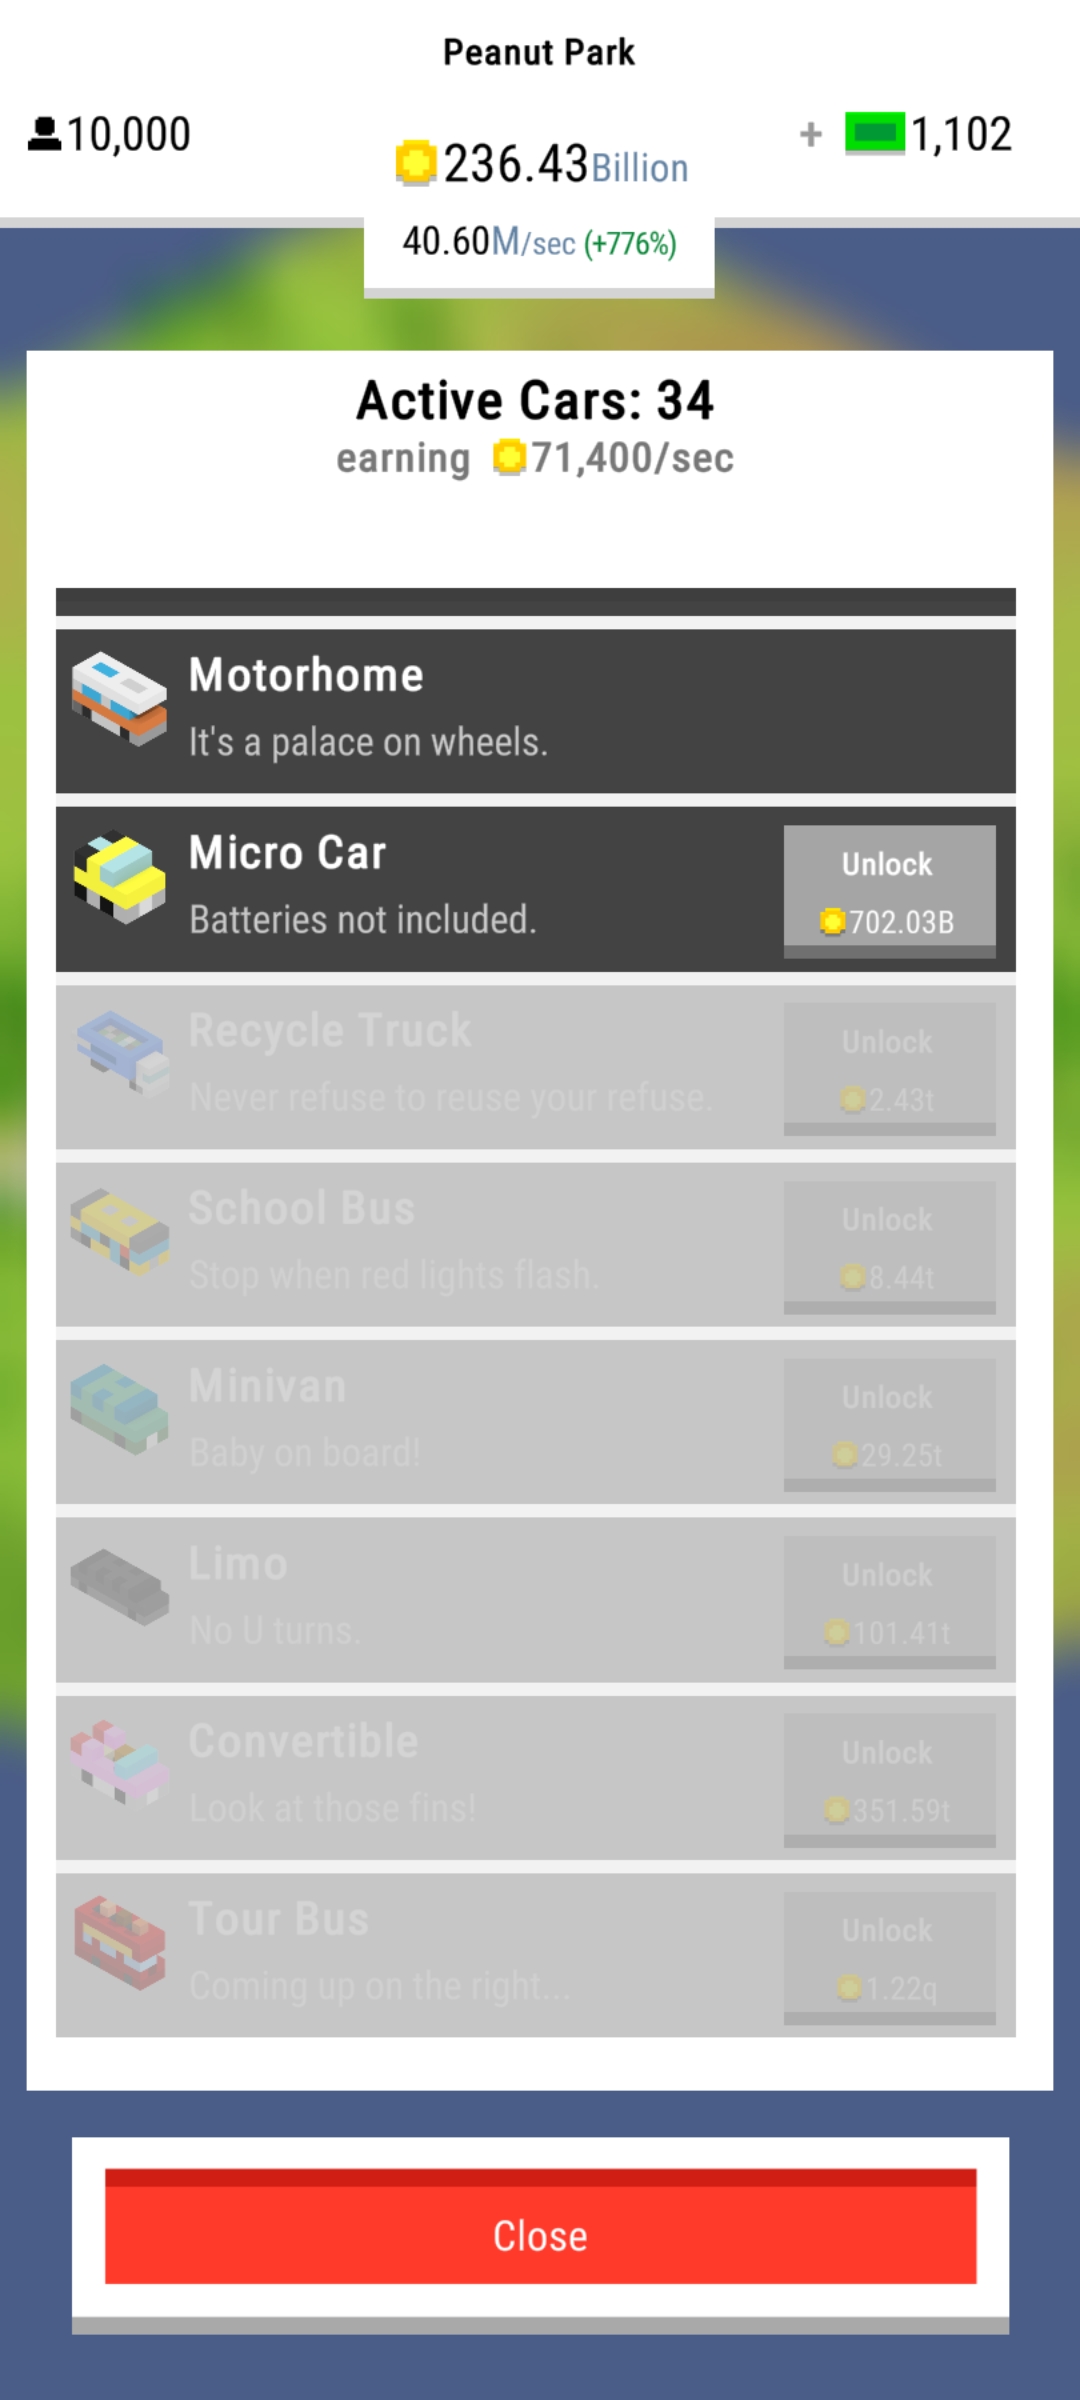 Peanut Park
10,000
236.43Billion
+ 1,102
40.60M/sec (+776%)
Active Cars: 34
earning 71,400/sec
Motorhome
It's a palace on wheels.
Micro Car
Batteries not included.
Unlock
702.03B
Recycle Truck
Never refuse to reuse your refuse.
Unlock
2.43t
School Bus
Stop when red lights flash.
Unlock
8.44t
Minivan
Baby on board!
Unlock
29.25t
Limo
No U turns.
Unlock
101.41t
Convertible
Look at those fins!
Unlock
351.59t
Tour Bus
Coming up on the right...
Unlock
1.22q
Close